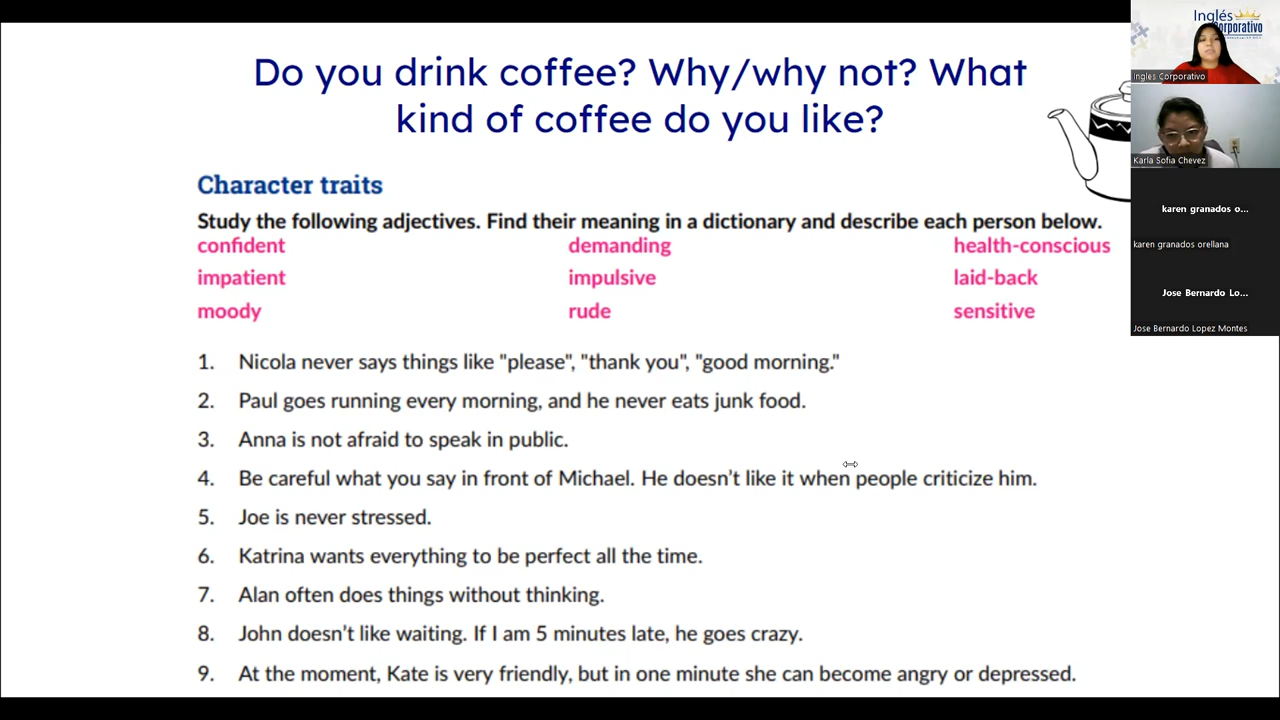 Do you drink coffee? Why/why not? What
kind of coffee do you like?
Character traits
Study the following adjectives. Find their meaning in a dictionary and describe each person below.
confident demanding health-conscious
impatient impulsive laid-back
moody rude sensitive
1. Nicola never says things like "please", "thank you", "good morning."
2. Paul goes running every morning, and he never eats junk food.
3. Anna is not afraid to speak in public.
4. Be careful what you say in front of Michael. He doesn't like it when people criticize him.
5. Joe is never stressed.
6. Katrina wants everything to be perfect all the time.
7. Alan often does things without thinking.
8. John doesn't like waiting. If I am 5 minutes late, he goes crazy.
9. At the moment, Kate is very friendly, but in one minute she can become angry or depressed.
Inglés
Corporativo
Ingles Corporativo
Karla Sofia Chevez
karen granados o...
karen granados orellana
Jose Bernardo Lo...
Jose Bernardo Lopez Montes